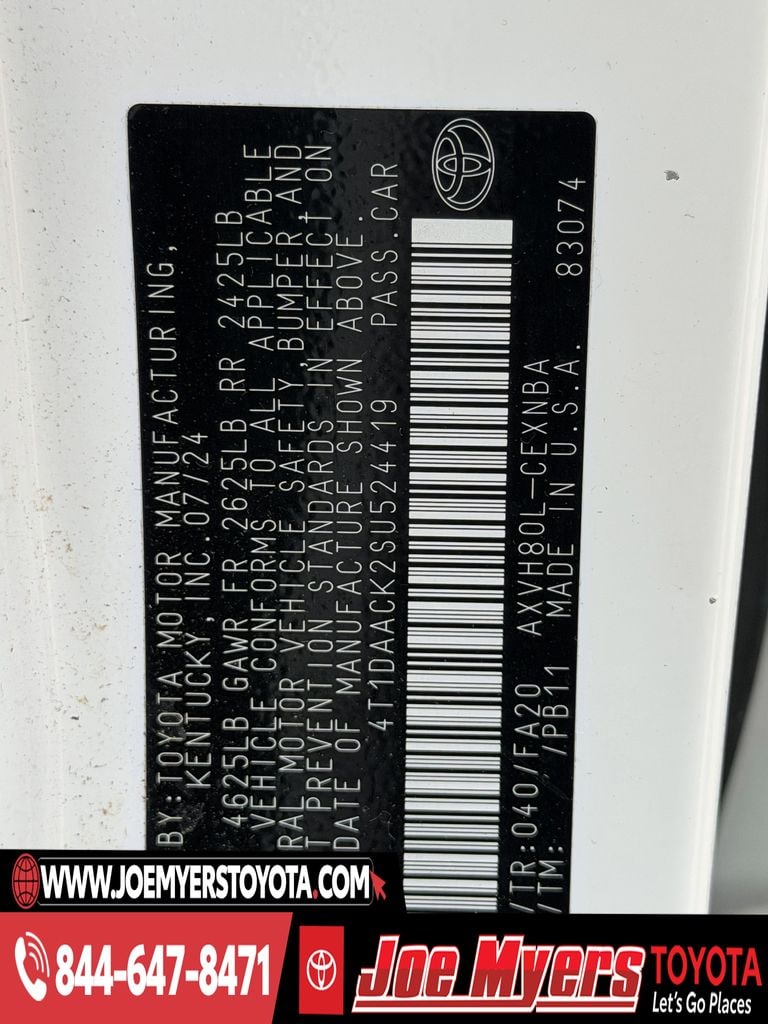 BY: TOYOTA MOTOR MANUFACTURING,
KENTUCKY, INC. 07/24
4625LB GAWR FR 2625LB RR 2425LB
VEHICLE CONFORMS TO ALL APPLICABLE
RAL MOTOR VEHICLE SAFETY, BUMPER, AND
T PREVENTION STANDARDS IN EFFECT ON
DATE OF MANUFACTURE SHOWN ABOVE.
4T1DAACK2SU524419 PASS.CAR
/TR:040/FA20 AXVH80L-CEXNBA
/TM: /PB11 MADE IN U.S.A. 83074
WWW.JOEMYERSTOYOTA.COM
844-647-8471
Joe Myers TOYOTA
Let's Go Places